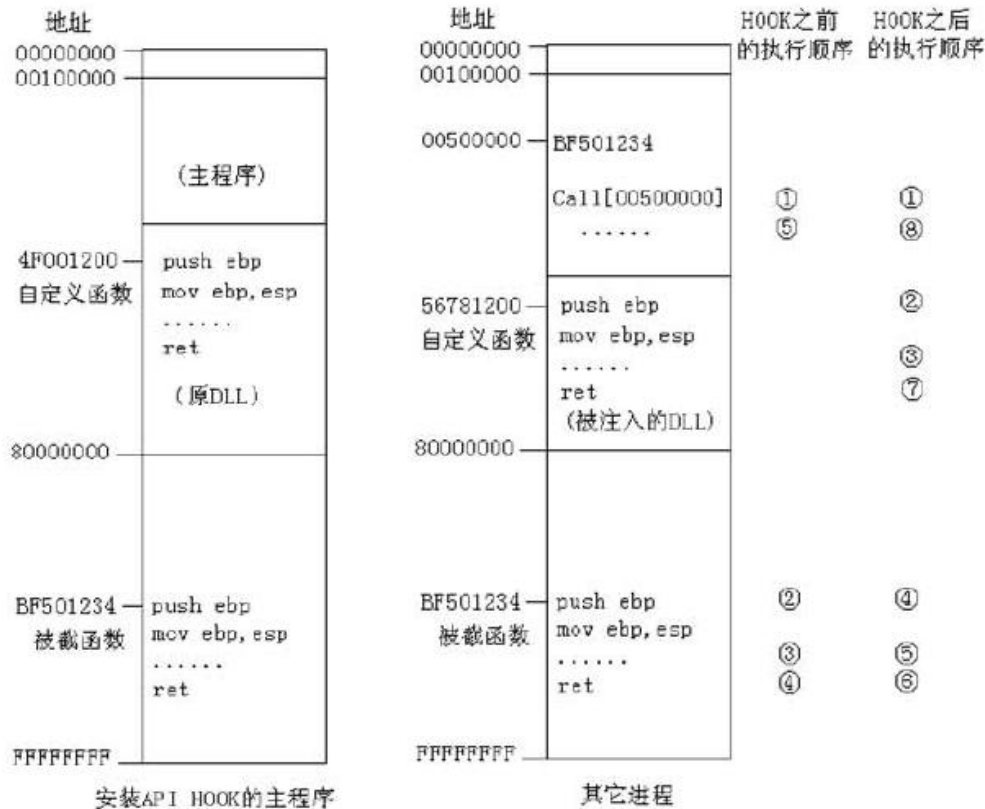 地址
00000000
00100000
(主程序)
4F001200
自定义函数
push ebp
mov ebp,esp
......
ret
(原DLL)
80000000
BF501234
被截函数
push ebp
mov ebp,esp
......
ret
FFFFFFFF
安装API HOOK的主程序
地址
00000000
00100000
00500000
BF501234
Call[00500000]
......
56781200
自定义函数
push ebp
mov ebp,esp
......
ret
(被注入的DLL)
80000000
BF501234
被截函数
push ebp
mov ebp,esp
......
ret
FFFFFFFF
其它进程
HOOK之前
的执行顺序
①
⑤
②
③
④
HOOK之后
的执行顺序
①
⑧
②
③
⑦
④
⑤
⑥